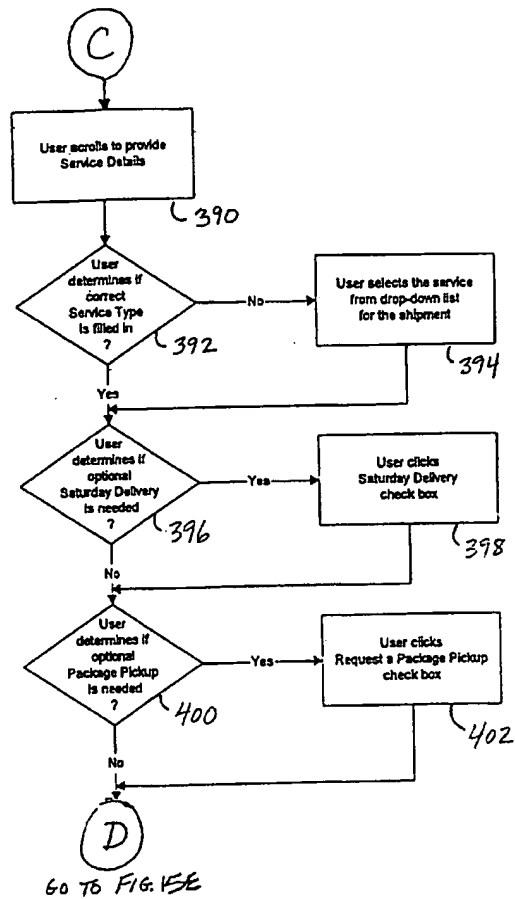 C
User scrolls to provide
Service Details
390
User
determines if
correct
Service Type
is filled in
?
392
No
User selects the service
from drop-down list
for the shipment
394
Yes
User
determines if
optional
Saturday Delivery
is needed
?
396
Yes
User clicks
Saturday Delivery
check box
398
No
User
determines if
optional
Package Pickup
is needed
?
400
Yes
User clicks
Request a Package Pickup
check box
402
No
D
GO TO FIG. 15E